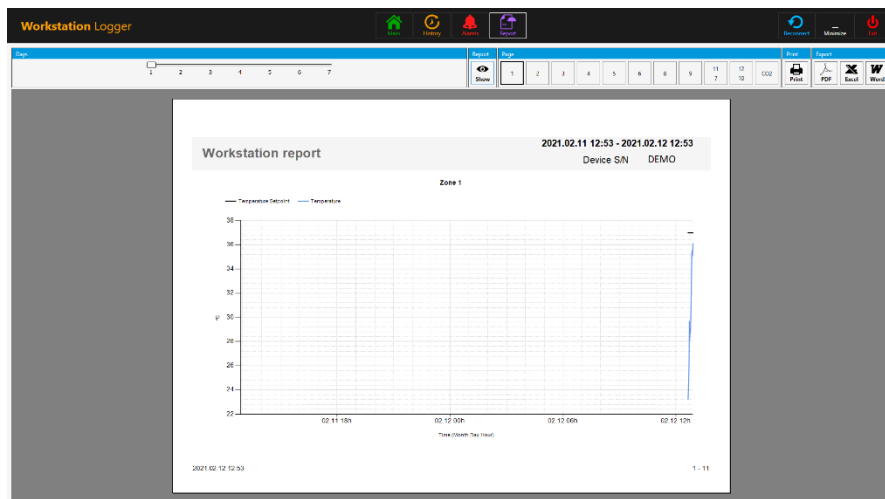 Workstation Logger
Main History Alarms Report Reconnect Minimize Exit
Days Report Page Print Export
1 2 3 4 5 6 7
Show 1 2 3 4 5 6 8 9 11 7 12 10 CO2 Print PDF Excel Word
Workstation report
2021.02.11 12:53 - 2021.02.12 12:53
Device S/N DEMO
Zone 1
Temperature Setpoint Temperature
38
36
34
32
30
28
26
24
22
02.11 18h 02.12 00h 02.12 06h 02.12 12h
Time (Month Day Hour)
2021.02.12 12:53 1 - 11